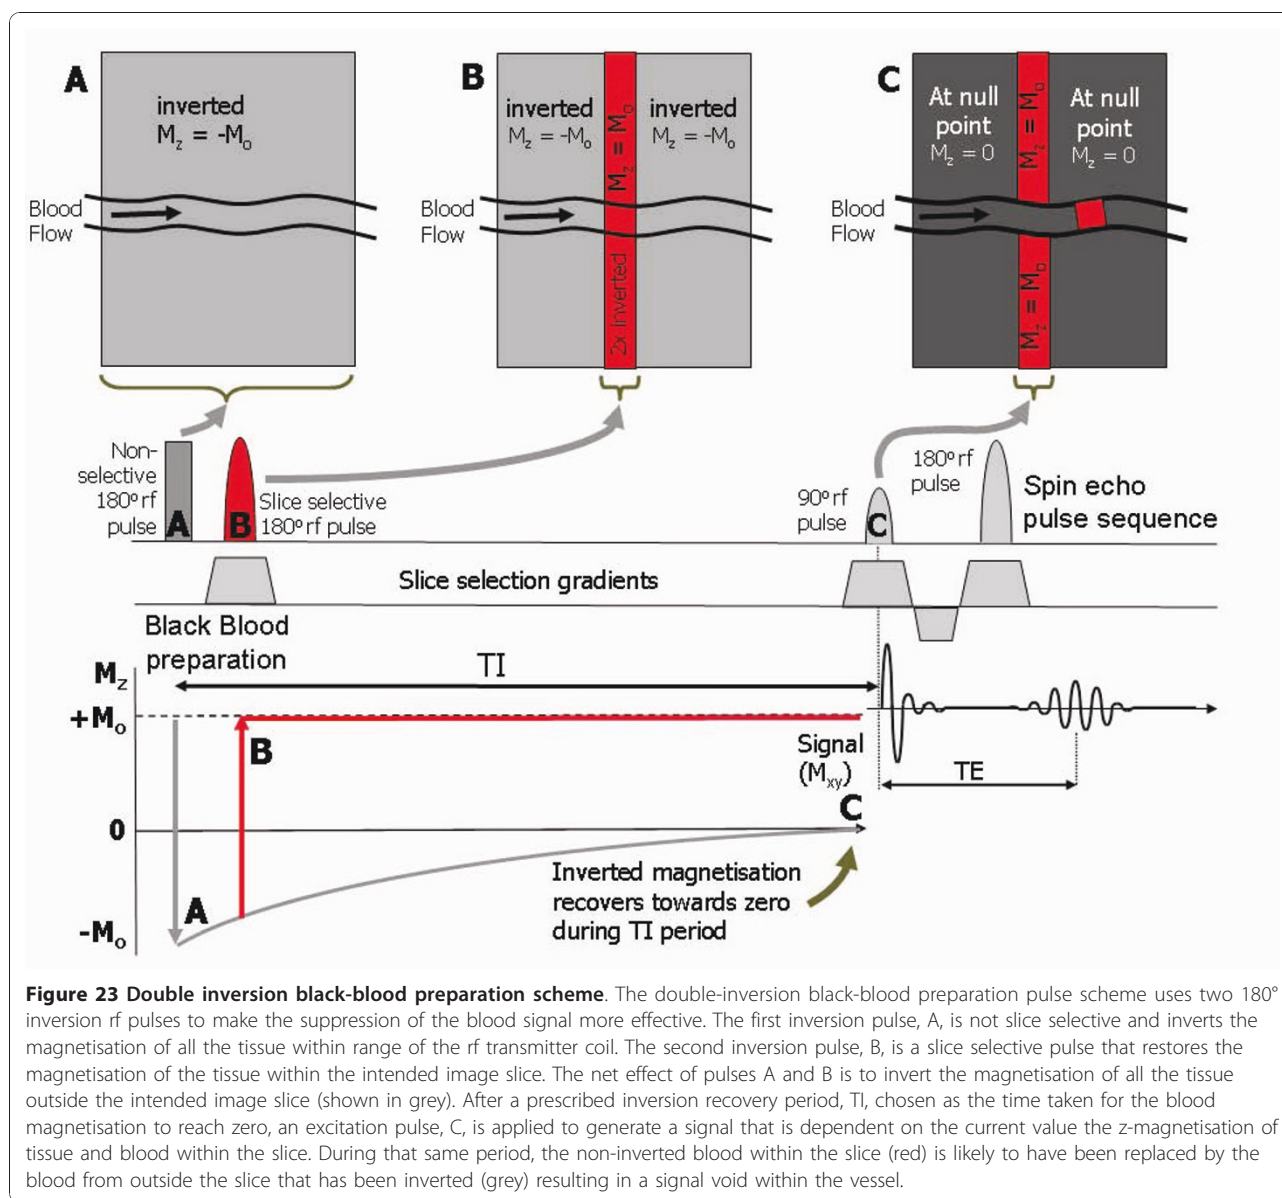 A
inverted
Mz = -Mo
Blood
Flow
B
inverted
Mz = -Mo
Mz = Mo
2x inverted
inverted
Mz = -Mo
Blood
Flow
C
At null
point
Mz = 0
Mz = Mo
Mz = Mo
At null
point
Mz = 0
Blood
Flow
Non-
selective
180º rf
pulse
A
B
Slice selective
180º rf pulse
90º rf
pulse
C
180º rf
pulse
Spin echo
pulse sequence
Slice selection gradients
Black Blood
preparation
Mz
TI
+Mo
B
Signal
(Mxy)
TE
C
0
A
-Mo
Inverted magnetisation
recovers towards zero
during TI period
Figure 23 Double inversion black-blood preparation scheme. The double-inversion black-blood preparation pulse scheme uses two 180°
inversion rf pulses to make the suppression of the blood signal more effective. The first inversion pulse, A, is not slice selective and inverts the
magnetisation of all the tissue within range of the rf transmitter coil. The second inversion pulse, B, is a slice selective pulse that restores the
magnetisation of the tissue within the intended image slice. The net effect of pulses A and B is to invert the magnetisation of all the tissue
outside the intended image slice (shown in grey). After a prescribed inversion recovery period, TI, chosen as the time taken for the blood
magnetisation to reach zero, an excitation pulse, C, is applied to generate a signal that is dependent on the current value the z-magnetisation of
tissue and blood within the slice. During that same period, the non-inverted blood within the slice (red) is likely to have been replaced by the
blood from outside the slice that has been inverted (grey) resulting in a signal void within the vessel.